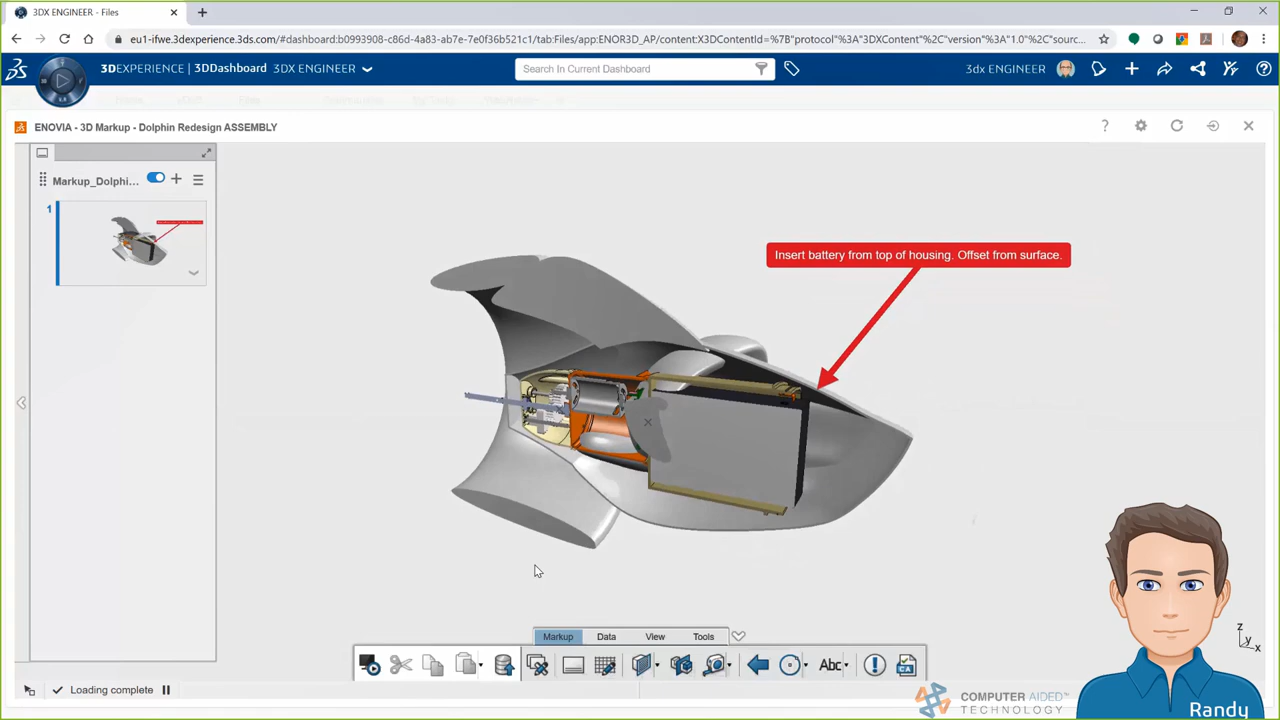 3DX ENGINEER - Files
eu1-ifwe.3dexperience.3ds.com/#dashboard:b0993908-c86d-4a83-ab7e-7e0f36b521c1/tab:Files/app:ENOR3D_AP/content:X3DContentId=%7B"protocol"%3A"3DXContent"%2C"version"%3A"1.0"%2C"sourc...
3DEXPERIENCE | 3DDashboard 3DX ENGINEER
Search In Current Dashboard
3dx ENGINEER
ENOVIA - 3D Markup - Dolphin Redesign ASSEMBLY
Markup_Dolphi...
1
Insert battery from top of housing. Offset from surface.
Markup Data View Tools
Abc
Loading complete
z
y
x
COMPUTER AIDED™
TECHNOLOGY
Randy